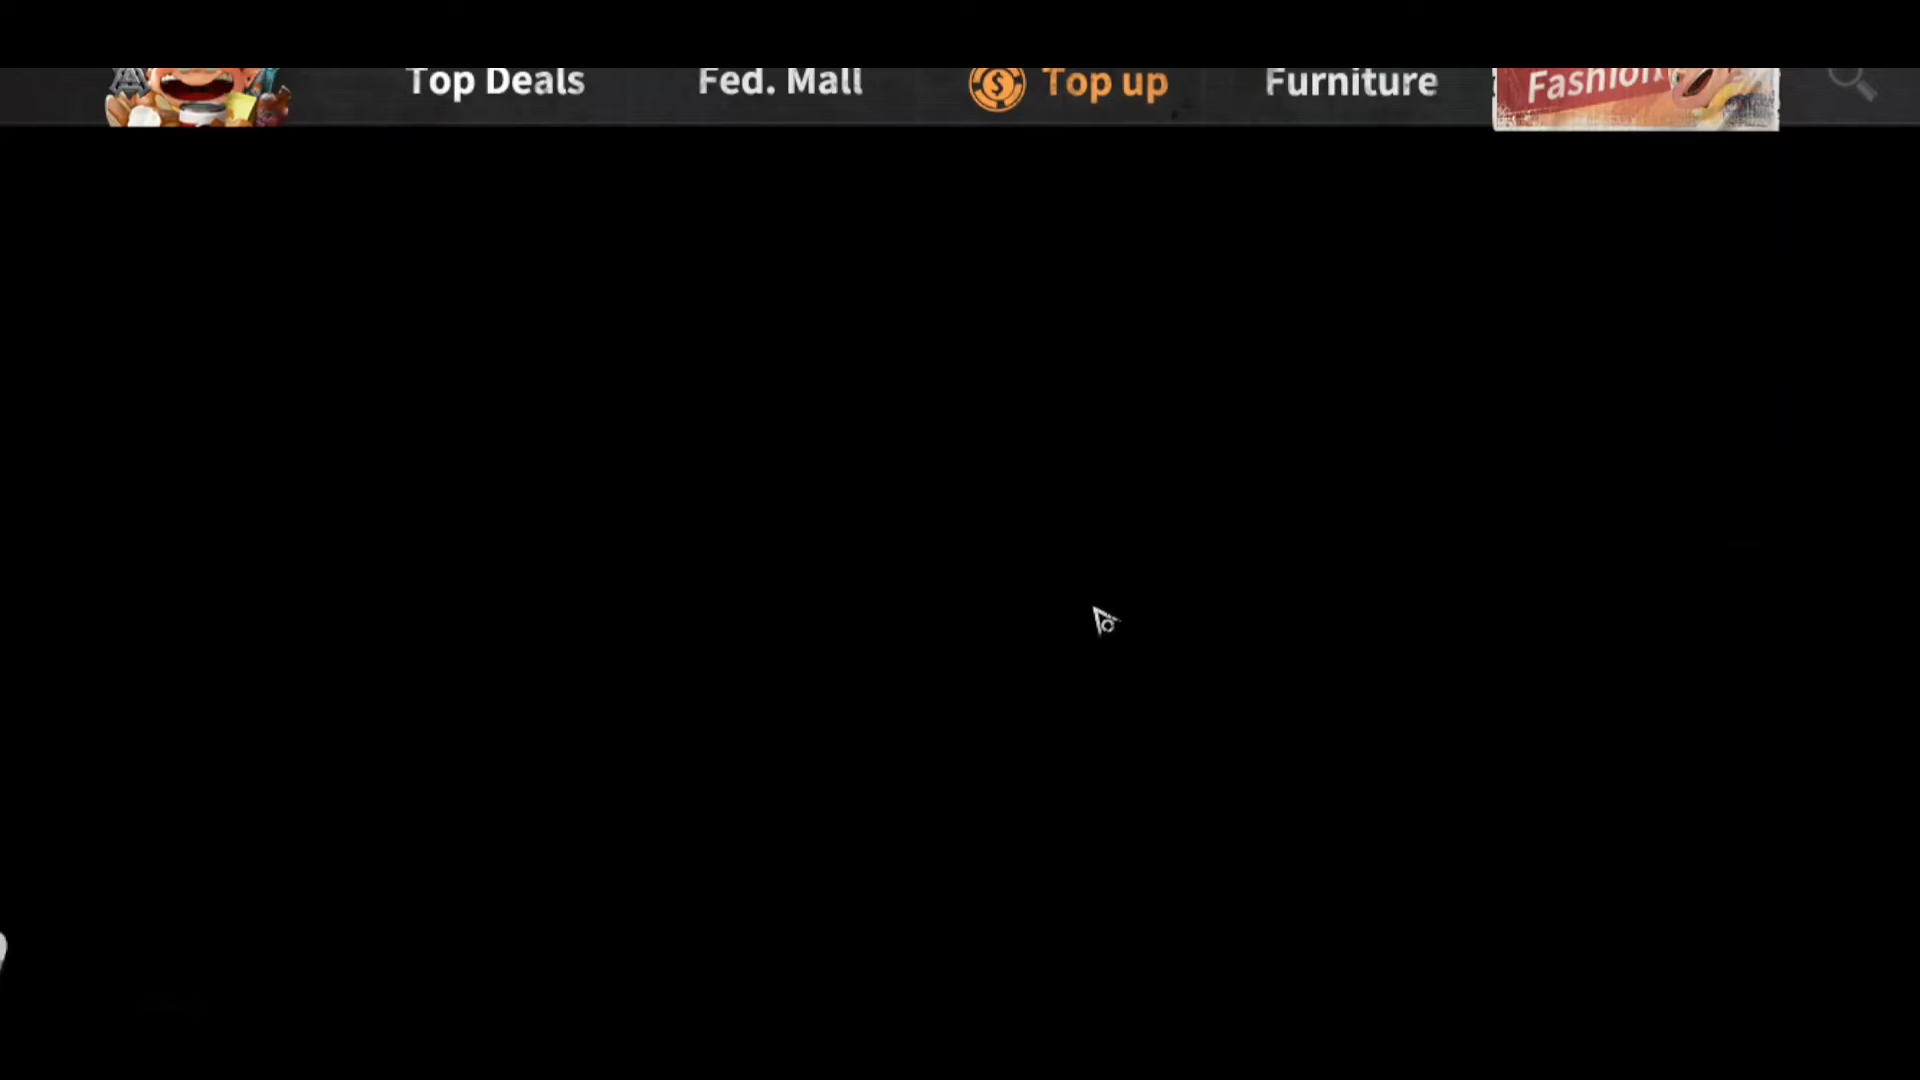 Top Deals
Fed. Mall
Top up
Furniture
Fashion